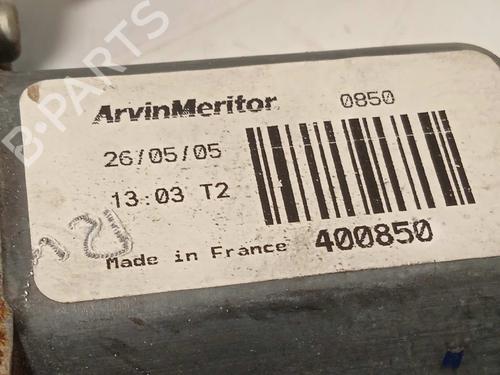 B-PARTS
ArvinMeritor 0850
26/05/05
13:03 T2
Made in France 400850